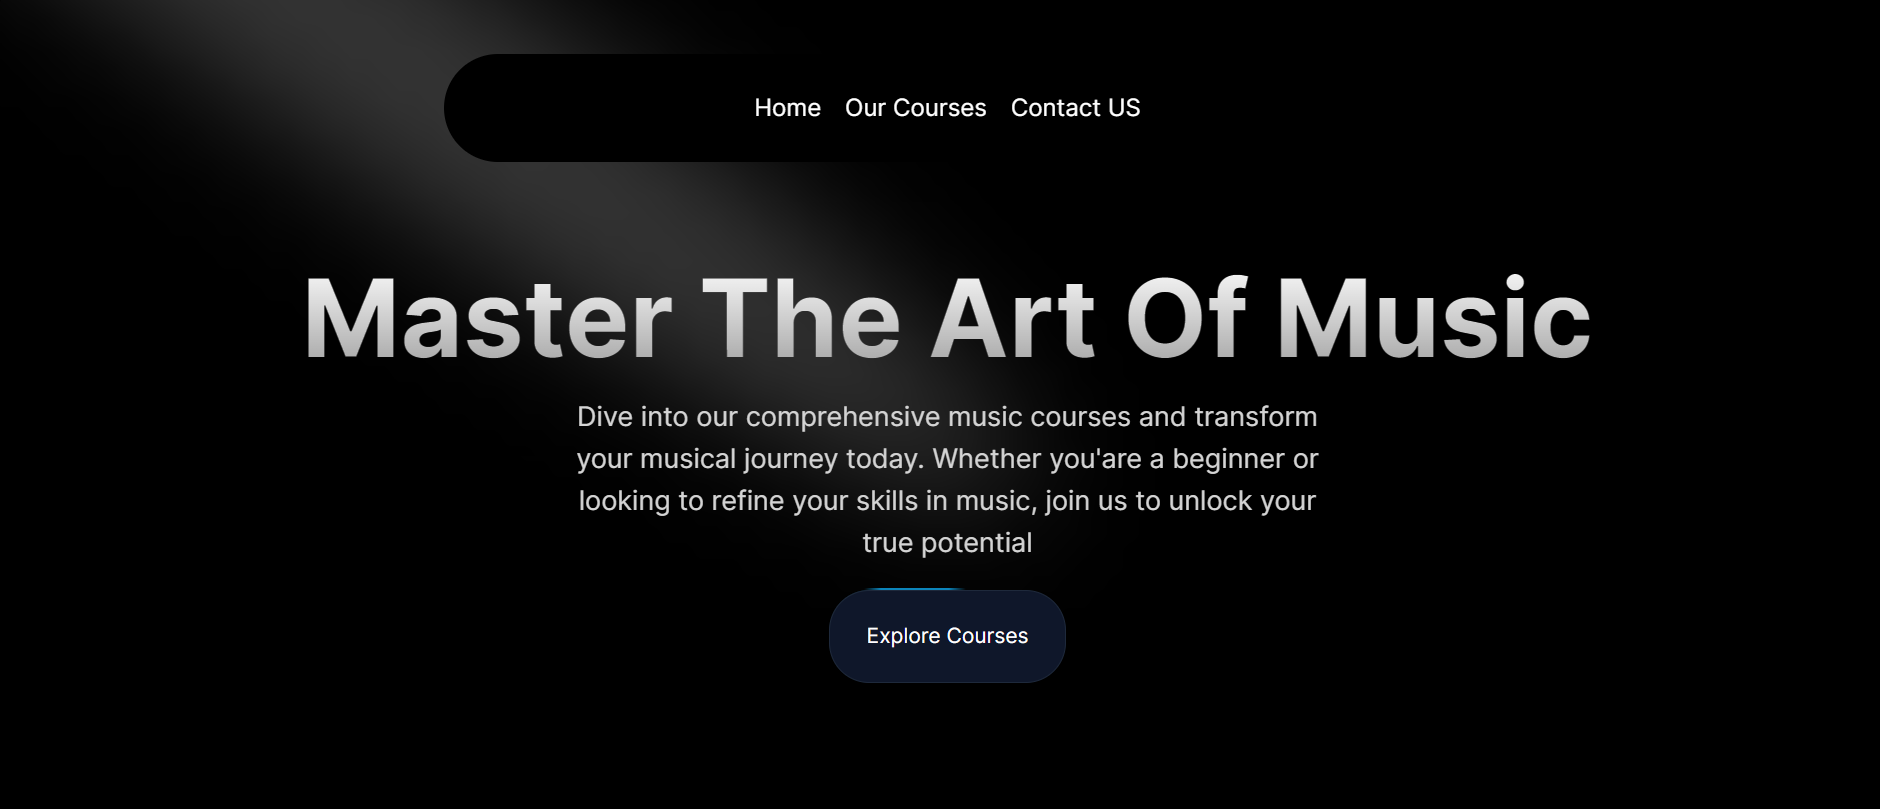 Home Our Courses Contact US
Master The Art Of Music
Dive into our comprehensive music courses and transform
your musical journey today. Whether you'are a beginner or
looking to refine your skills in music, join us to unlock your
true potential
Explore Courses